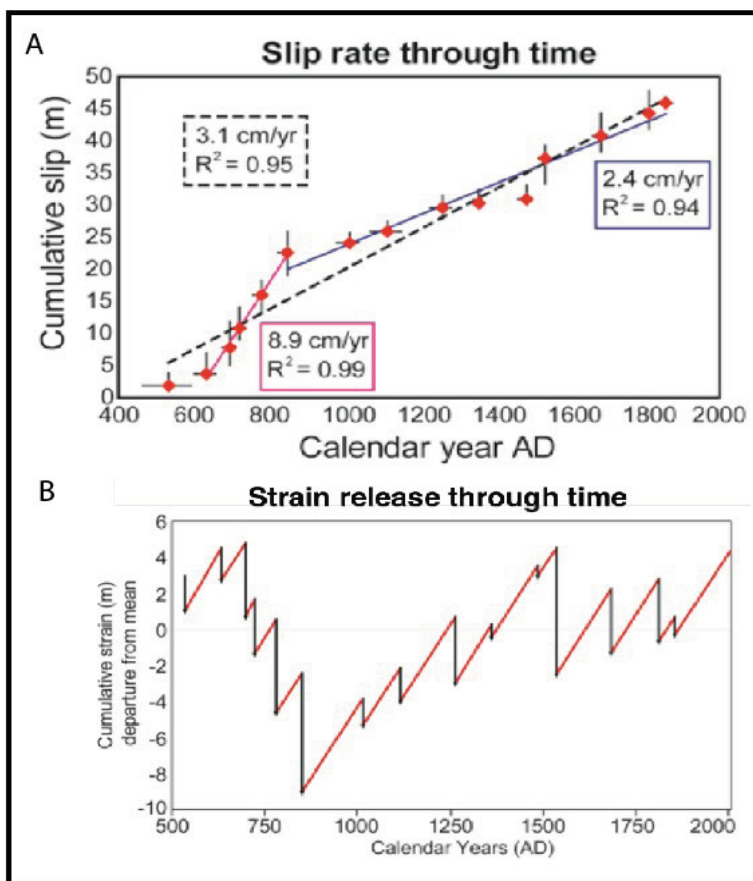 A
Slip rate through time
Cumulative slip (m)
50
45
40
35
30
25
20
15
10
5
0
3.1 cm/yr
R² = 0.95
2.4 cm/yr
R² = 0.94
8.9 cm/yr
R² = 0.99
400 600 800 1000 1200 1400 1600 1800 2000
Calendar year AD
B
Strain release through time
Cumulative strain (m)
departure from mean
6
4
2
0
-2
-4
-6
-8
-10
500 750 1000 1250 1500 1750 2000
Calendar Years (AD)